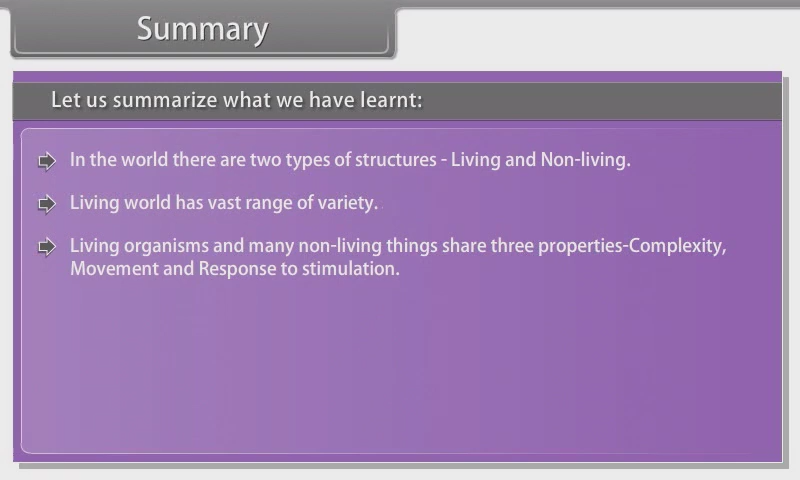 Summary
Let us summarize what we have learnt:
In the world there are two types of structures - Living and Non-living.
Living world has vast range of variety.
Living organisms and many non-living things share three properties-Complexity,
Movement and Response to stimulation.